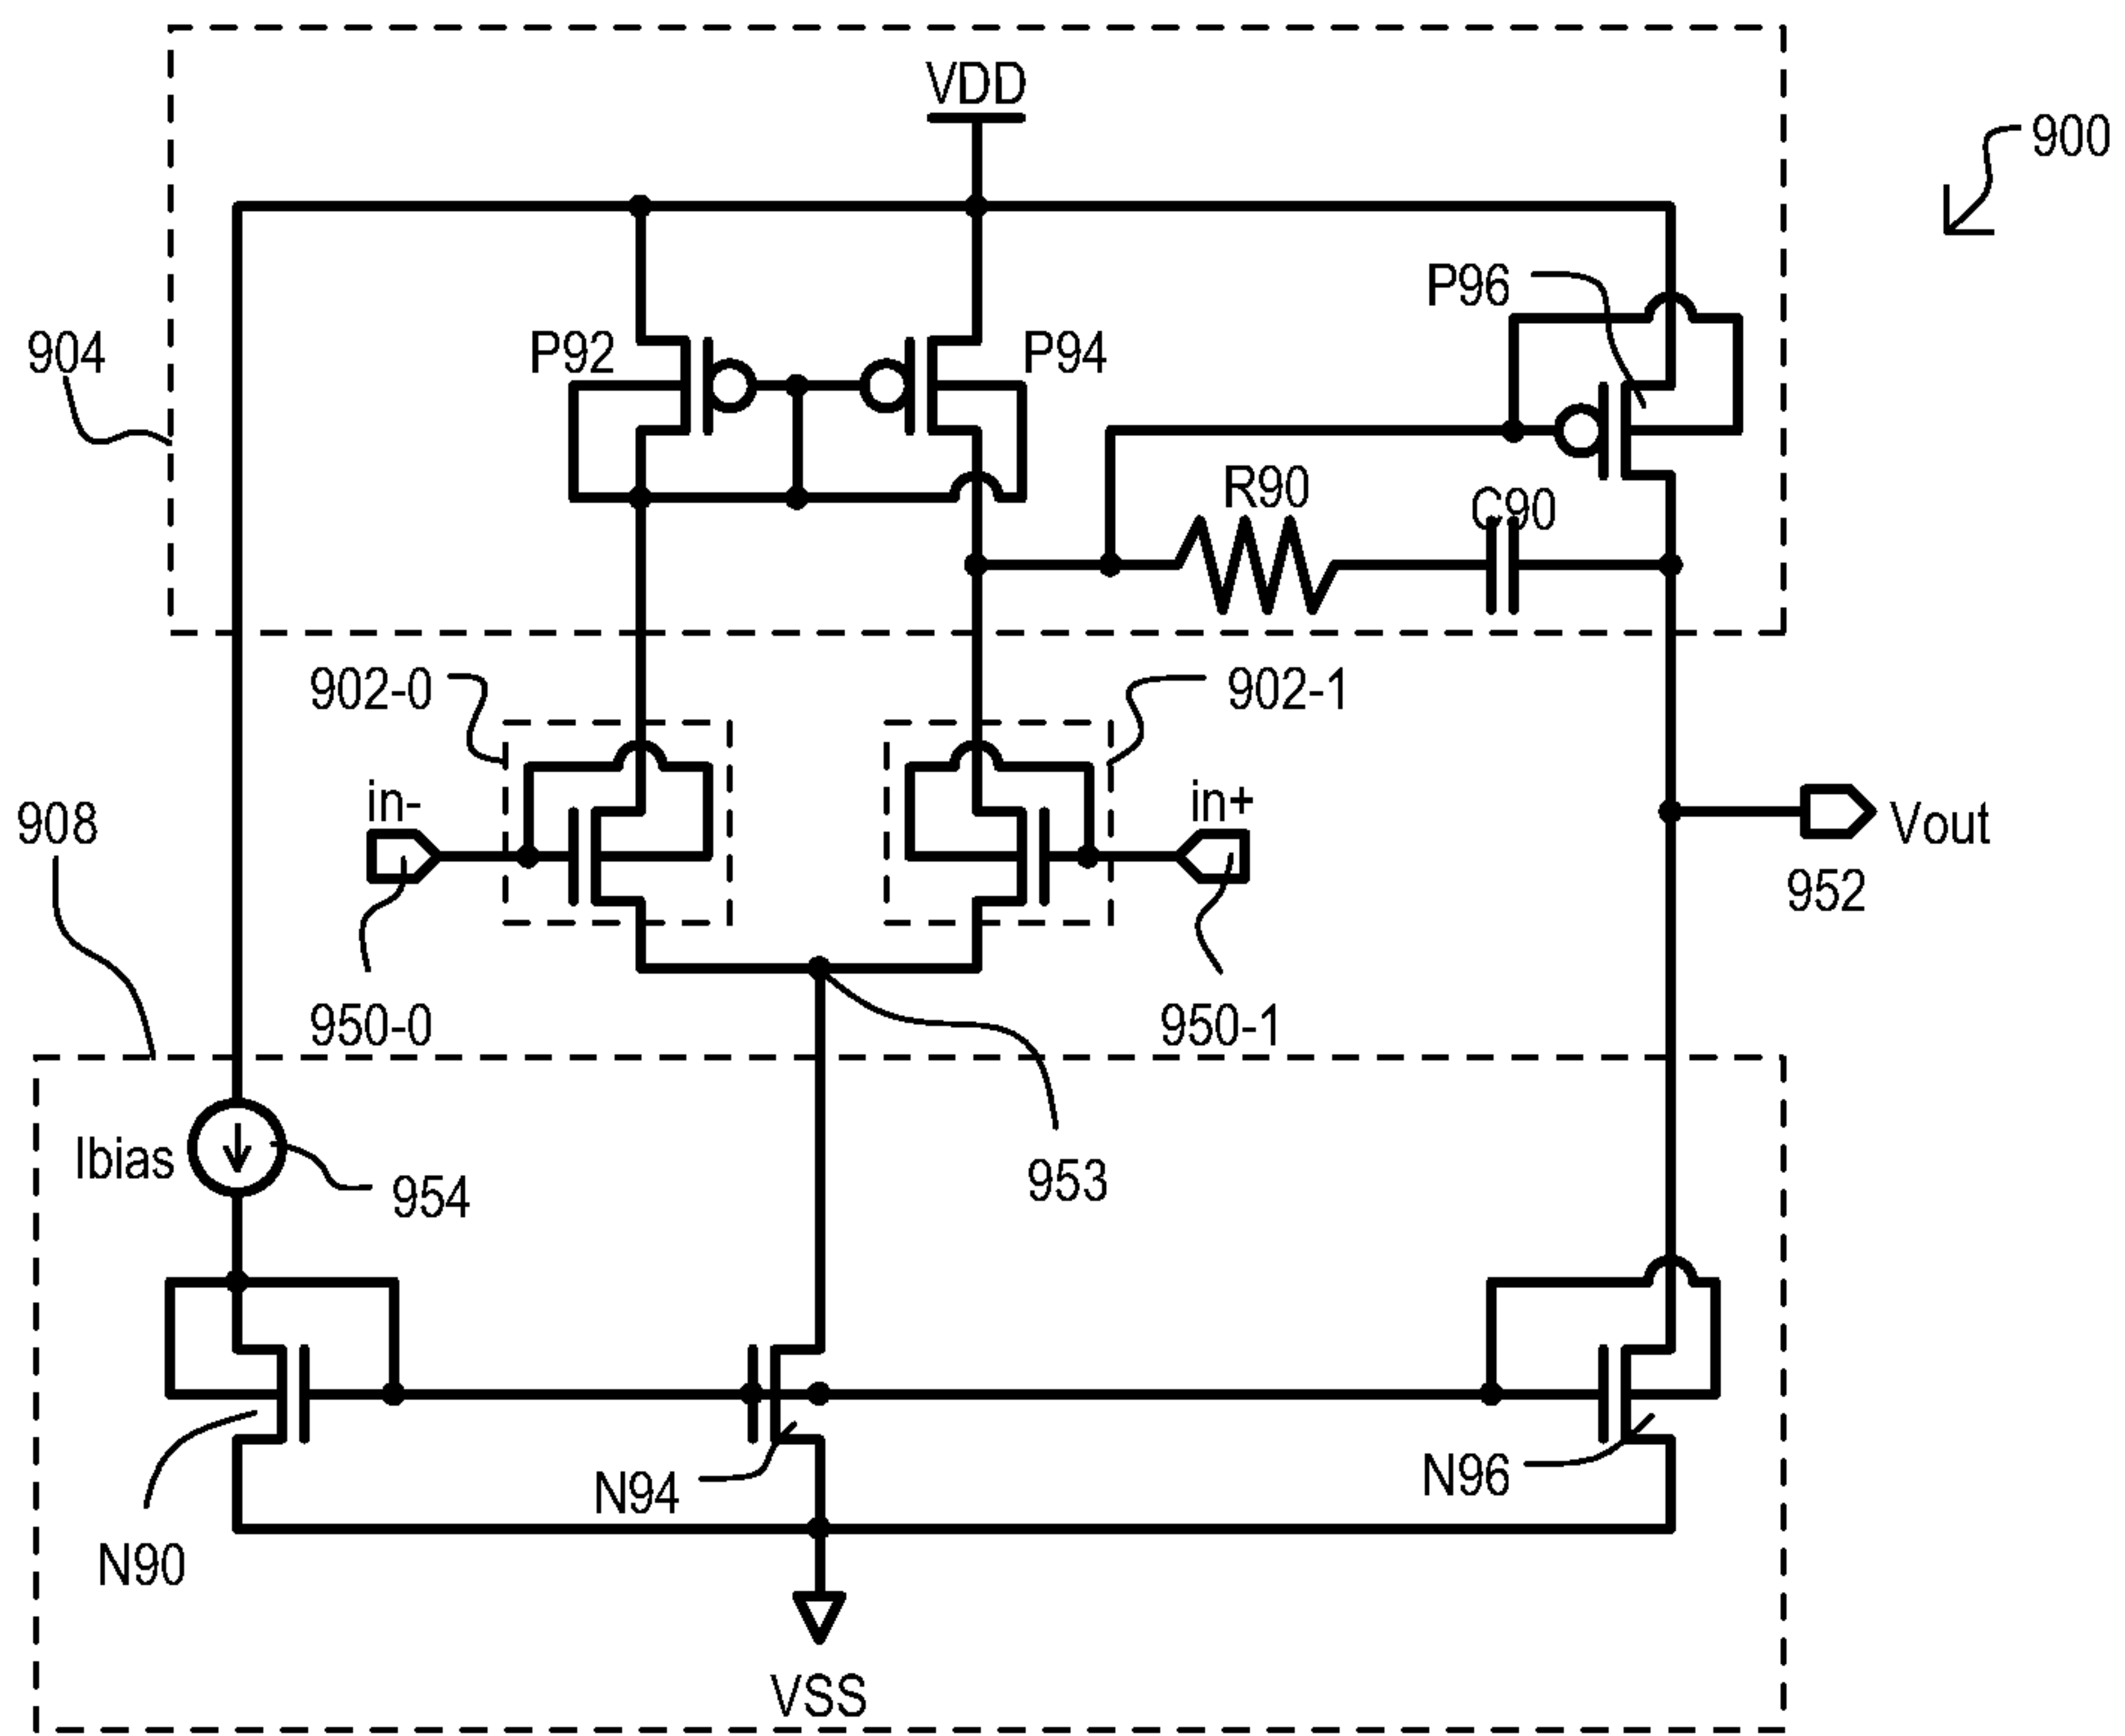 VDD
900
P96
P92
P94
904
R90
C90
902-0
902-1
in-
in+
908
Vout
952
950-0
950-1
Ibias
954
953
N94
N96
N90
VSS